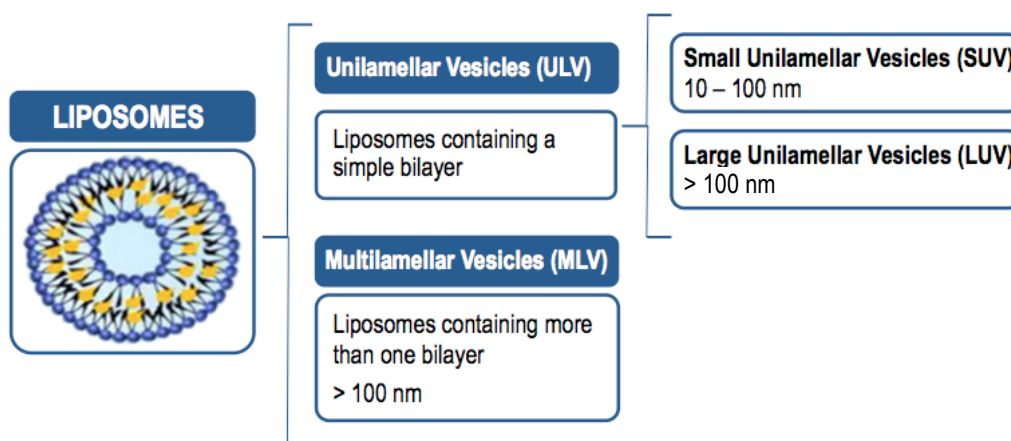 LIPOSOMES
Unilamellar Vesicles (ULV)
Liposomes containing a
simple bilayer
Multilamellar Vesicles (MLV)
Liposomes containing more
than one bilayer
> 100 nm
Small Unilamellar Vesicles (SUV)
10 – 100 nm
Large Unilamellar Vesicles (LUV)
> 100 nm